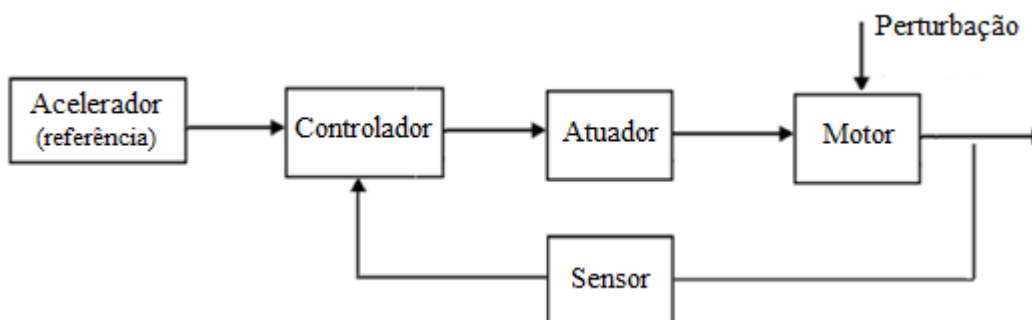 Perturbação
Acelerador
(referência)
Controlador
Atuador
Motor
Sensor